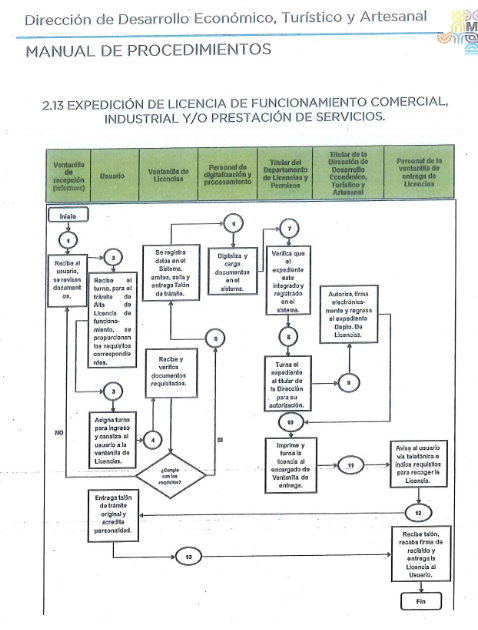 Dirección de Desarrollo Económico, Turístico y Artesanal
M
MANUAL DE PROCEDIMIENTOS
2.13 EXPEDICIÓN DE LICENCIA DE FUNCIONAMIENTO COMERCIAL,
INDUSTRIAL Y/O PRESTACIÓN DE SERVICIOS.
Ventanilla
de
recepción
(informes)
Usuario
Ventanilla de
Licencias
Personal de
digitalización y
procesamiento
Titular del
Departamento
de Licencias y
Permisos
Titular de la
Dirección de
Desarrollo
Económico,
Turístico y
Artesanal
Personal de la
ventanilla de
entrega de
Licencias
Inicio
1
Recibe al
usuario,
se revisan
document
os.
2
Recibe el
turno, para el
trámite de
Alta de
Licencia de
funciona-
miento, se
proporcionan
los requisitos
correspondie
ntes.
3
Asigna turno
para ingreso
y canaliza al
usuario a la
ventanilla de
Licencias.
4
Recibe y
verifica
documentos
requisitados.
¿Cumple
con los
requisitos?
NO
SI
5
Se registra
datos en el
Sistema,
emites, sella y
entrega Talón
de trámite.
6
Digitaliza y
carga
documentos
en el
sistema.
7
Verifica que
el
expediente
este
integrado y
registrado
en el
sistema.
8
Turna el
expediente
al titular de
la Dirección
para su
autorización.
9
Autoriza, firma
electrónica-
mente y regresa
el expediente
Depto. De
Licencias.
10
Imprime y
turna la
licencia al
encargado de
Ventanilla de
entrega.
11
Avisa al usuario
vía telefónica e
indica requisitos
para recoger la
Licencia.
12
Entrega talón
de trámite
original y
acredita
personalidad.
13
Recibe talón,
recaba firma de
recibido y
entrega la
Licencia al
Usuario.
Fin